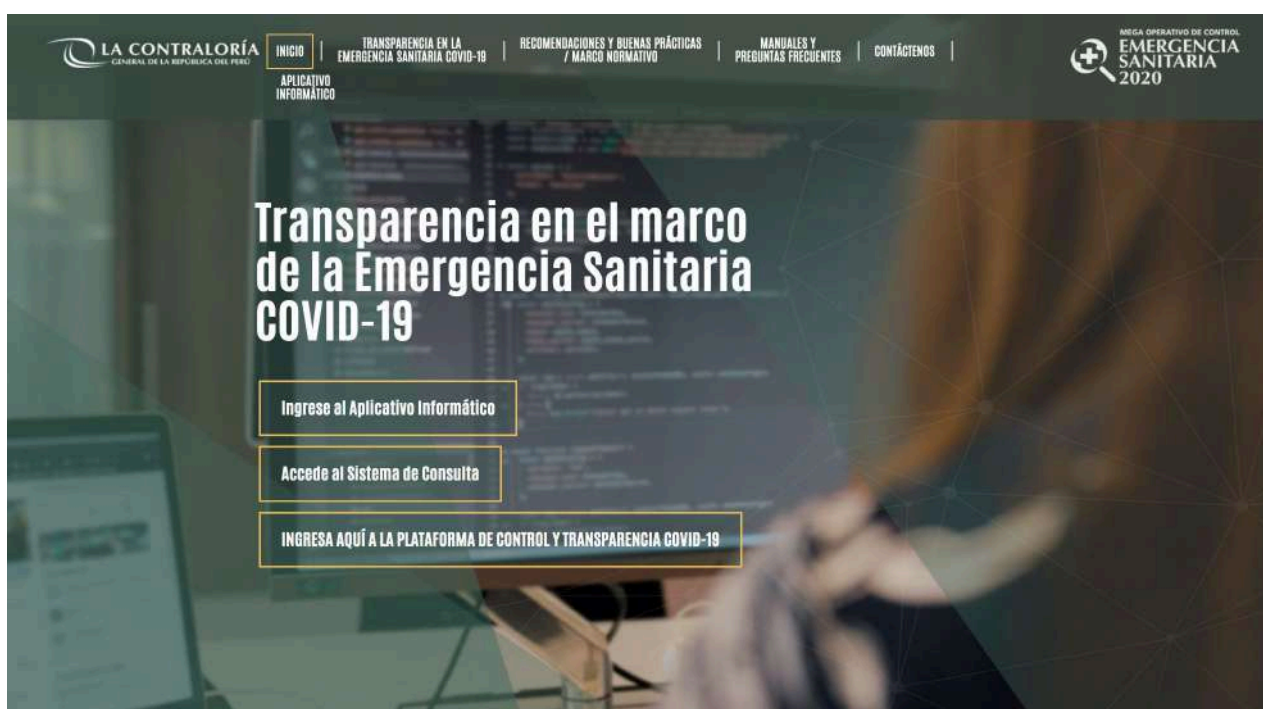 LA CONTRALORÍA
GENERAL DE LA REPÚBLICA DEL PERÚ
INICIO
TRANSPARENCIA EN LA
EMERGENCIA SANITARIA COVID-19
RECOMENDACIONES Y BUENAS PRÁCTICAS
/ MARCO NORMATIVO
MANUALES Y
PREGUNTAS FRECUENTES
CONTÁCTENOS
APLICATIVO
INFORMÁTICO
MEGA OPERATIVO DE CONTROL
EMERGENCIA
SANITARIA
2020
Transparencia en el marco
de la Emergencia Sanitaria
COVID-19
Ingrese al Aplicativo Informático
Accede al Sistema de Consulta
INGRESA AQUÍ A LA PLATAFORMA DE CONTROL Y TRANSPARENCIA COVID-19